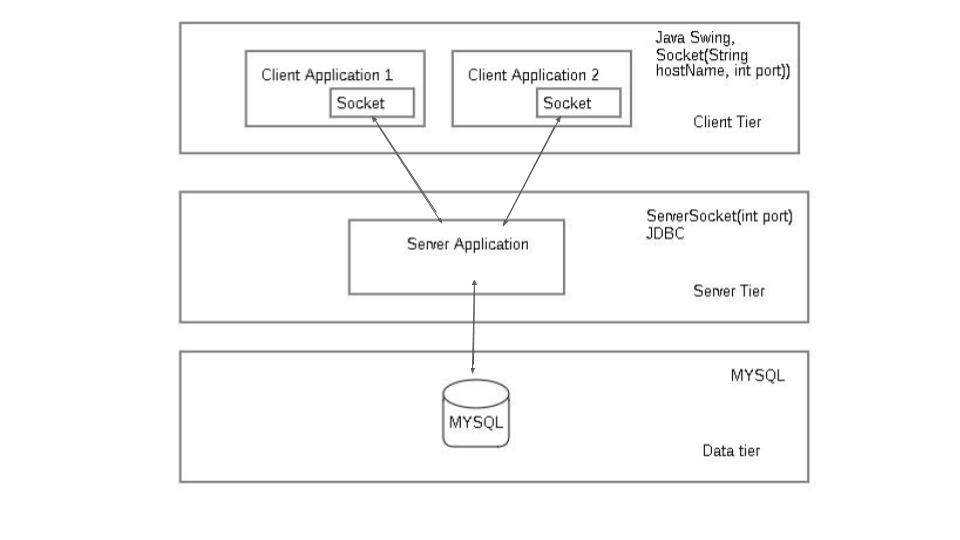 Java Swing,
Socket(String
hostName, int port))
Client Application 1
Socket
Client Application 2
Socket
Client Tier
ServerSocket(int port)
JDBC
Server Application
Server Tier
MYSQL
MYSQL
Data tier